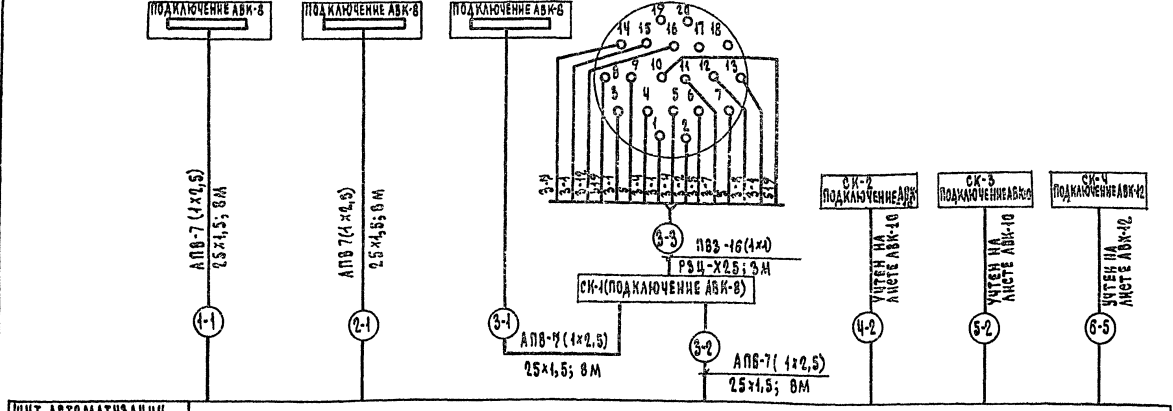 ПОДКЛЮЧЕНИЕ АВК-8
ПОДКЛЮЧЕНИЕ АВК-8
ПОДКЛЮЧЕНИЕ АВК-8
19 20
14 15 16 17 18
8 9 10 11 12 13
3 4 5 6 7
1 2
АПВ-7 (1×2,5)
25×1,5; 8М
АПВ 7 (1×2,5)
25×1,5; 8М
1-1
2-1
3-1
АПВ-7 (1×2,5)
25×1,5; 8М
3-3
ПВ3-16(1×1)
РЗЦ-Х25; 3М
СК-1(ПОДКЛЮЧЕНИЕ АВК-8)
3-2
АПВ-7( 1×2,5)
25×1,5; 8М
СК-2
ПОДКЛЮЧЕНИЕ
УЧТЕН НА
ЛИСТЕ АВК-10
4-2
СК-3
ПОДКЛЮЧЕНИЕ
УЧТЕН НА
ЛИСТЕ АВК-10
5-2
СК-4
ПОДКЛЮЧЕНИЕ АВК-12
УЧТЕН НА
ЛИСТЕ АВК-12
6-5
ЩИТ АВТОМАТИЗАЦИИ